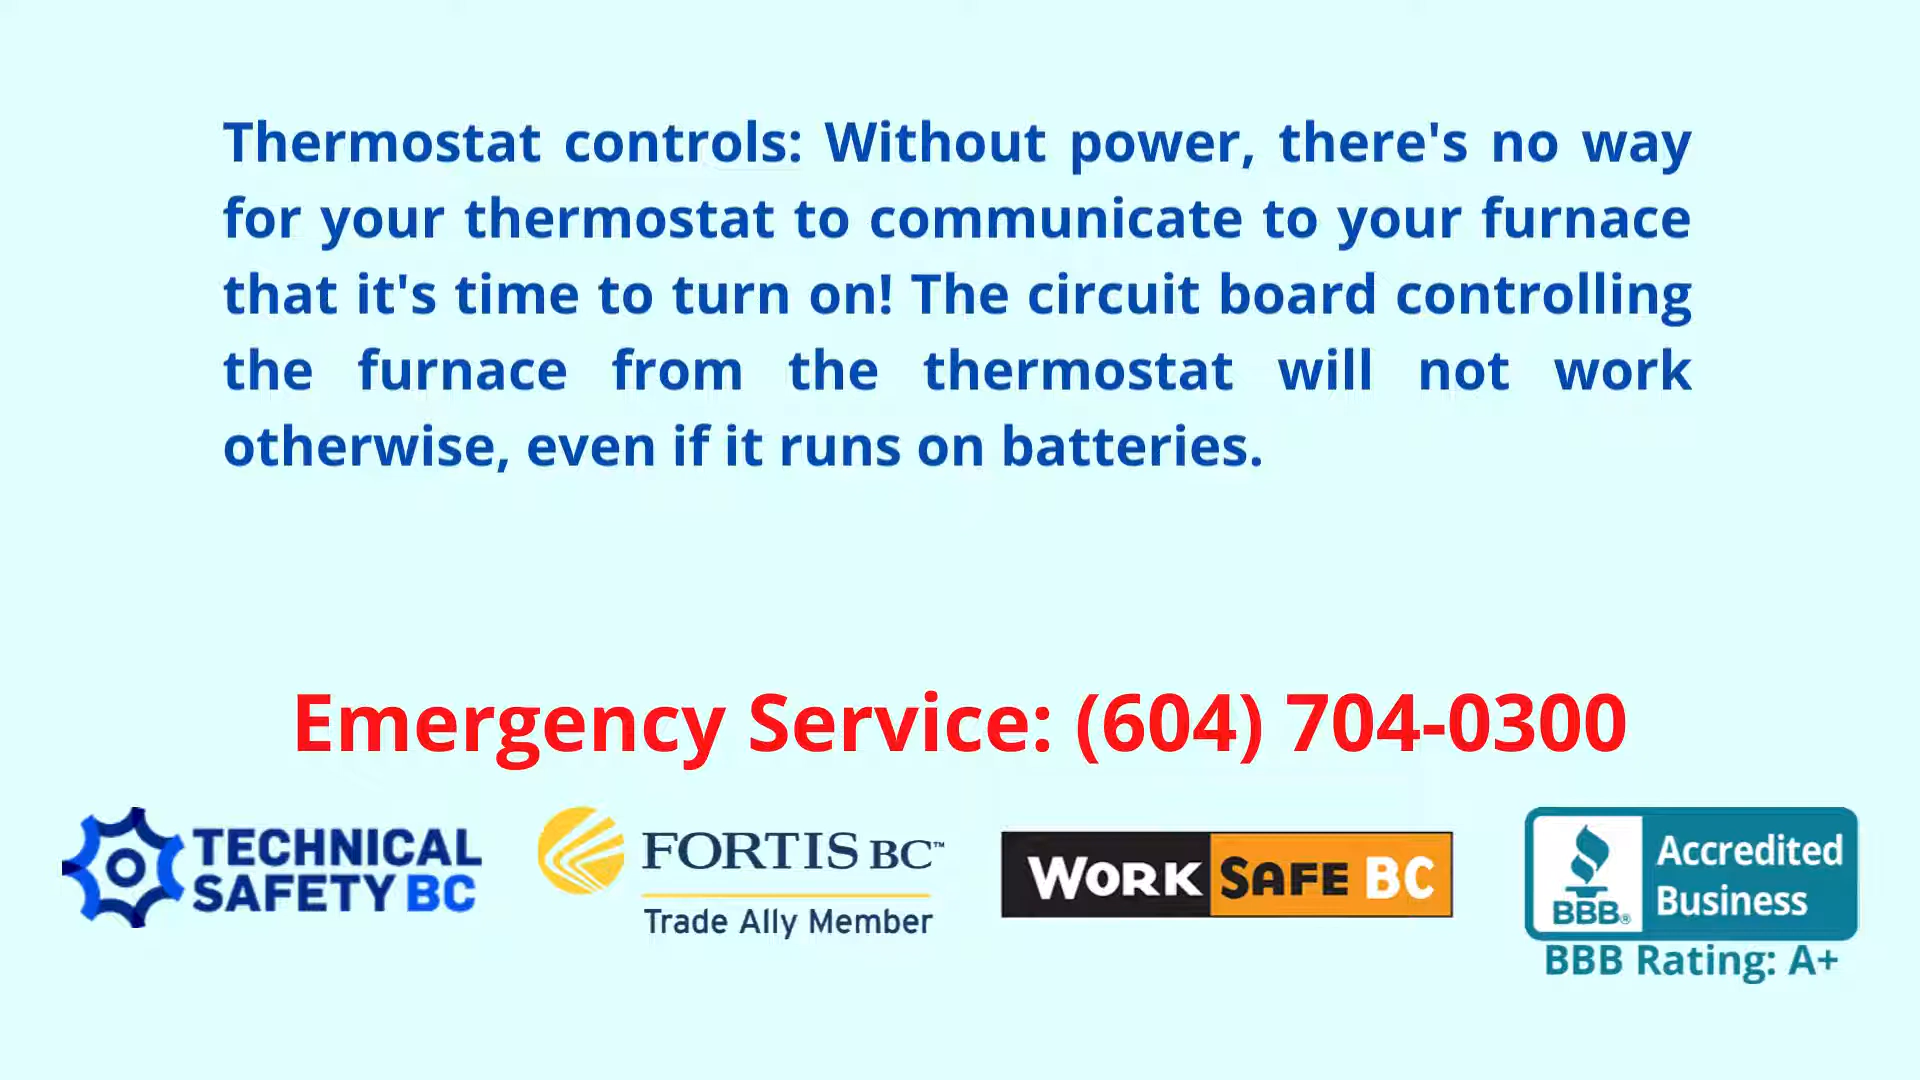 Thermostat controls: Without power, there's no way
for your thermostat to communicate to your furnace
that it's time to turn on! The circuit board controlling
the furnace from the thermostat will not work
otherwise, even if it runs on batteries.
Emergency Service: (604) 704-0300
TECHNICAL
SAFETY BC
FORTIS BC™
Trade Ally Member
WORK SAFE BC
BBB®
Accredited
Business
BBB Rating: A+